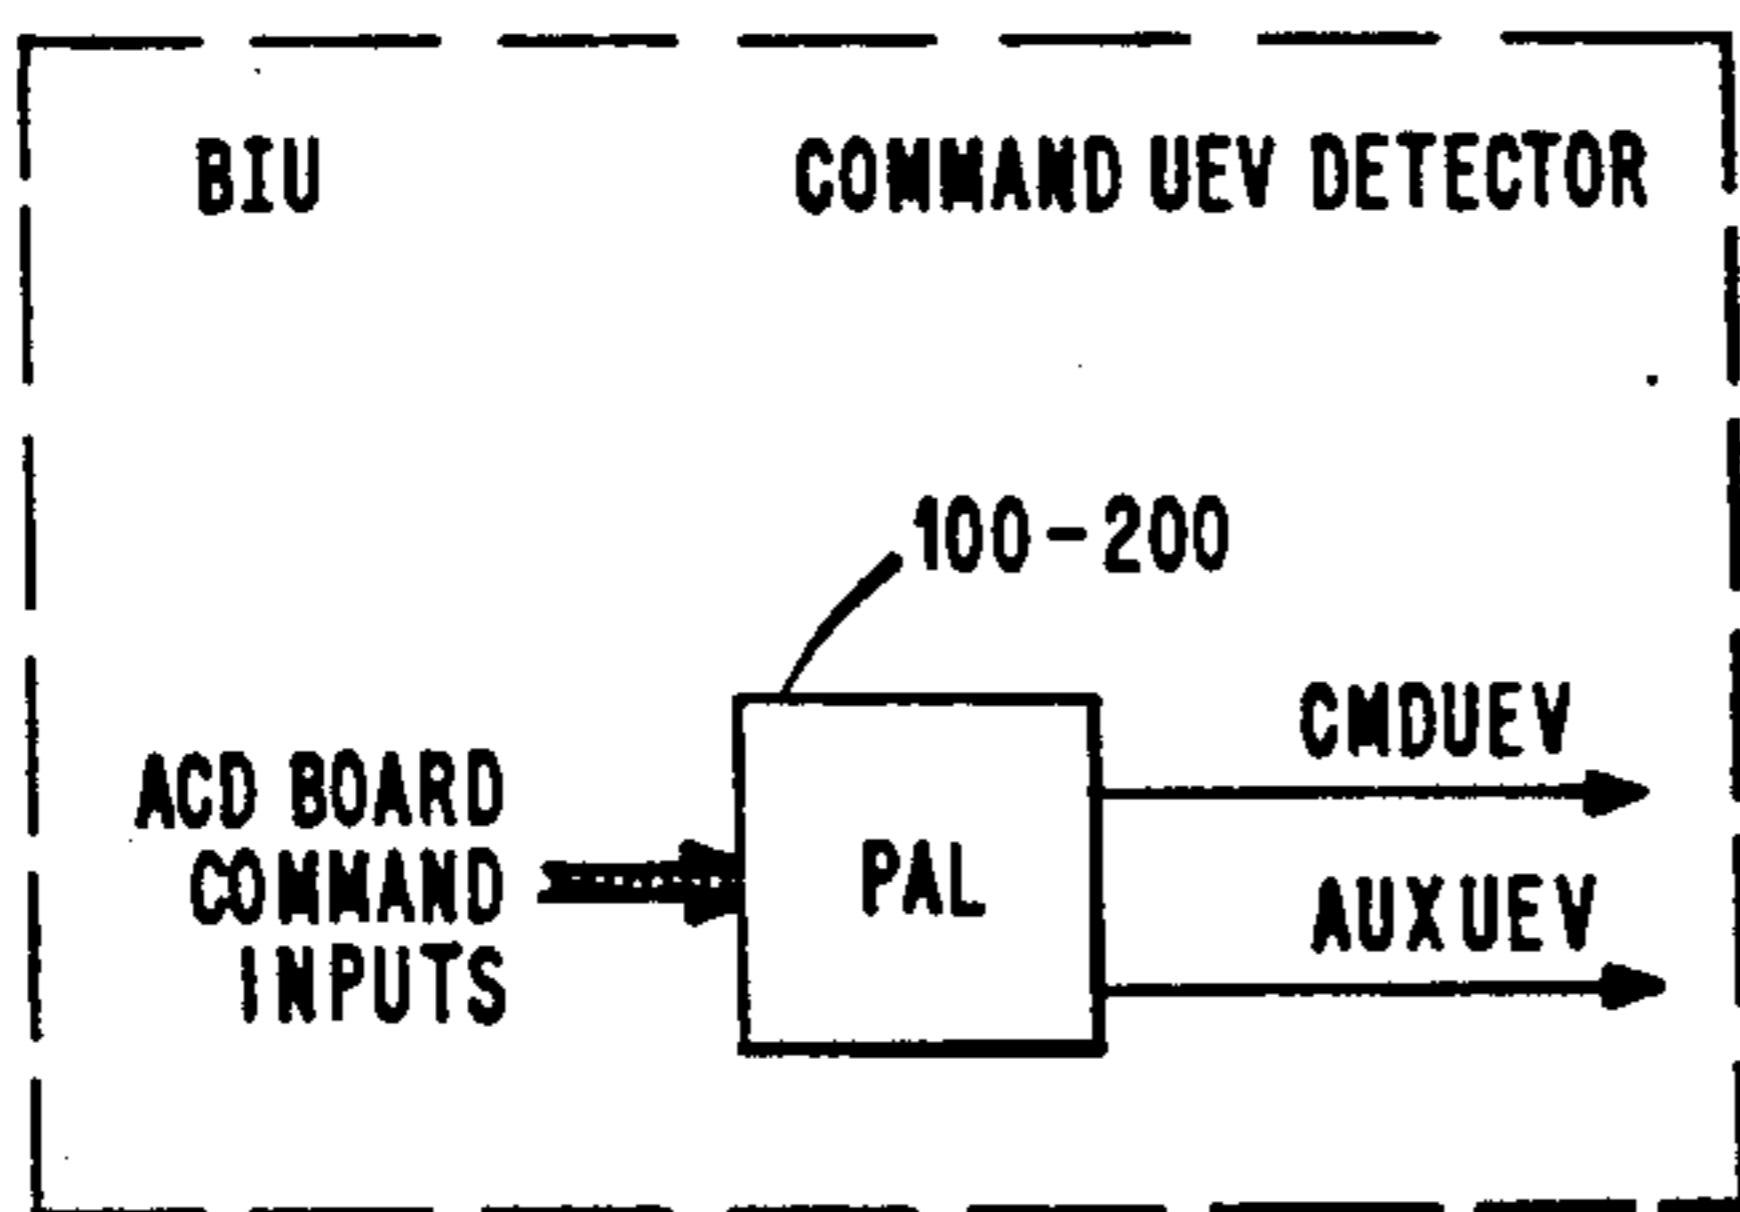 BIU
COMMAND UEV DETECTOR
100-200
ACD BOARD
COMMAND
INPUTS
PAL
CMDUEV
AUXUEV